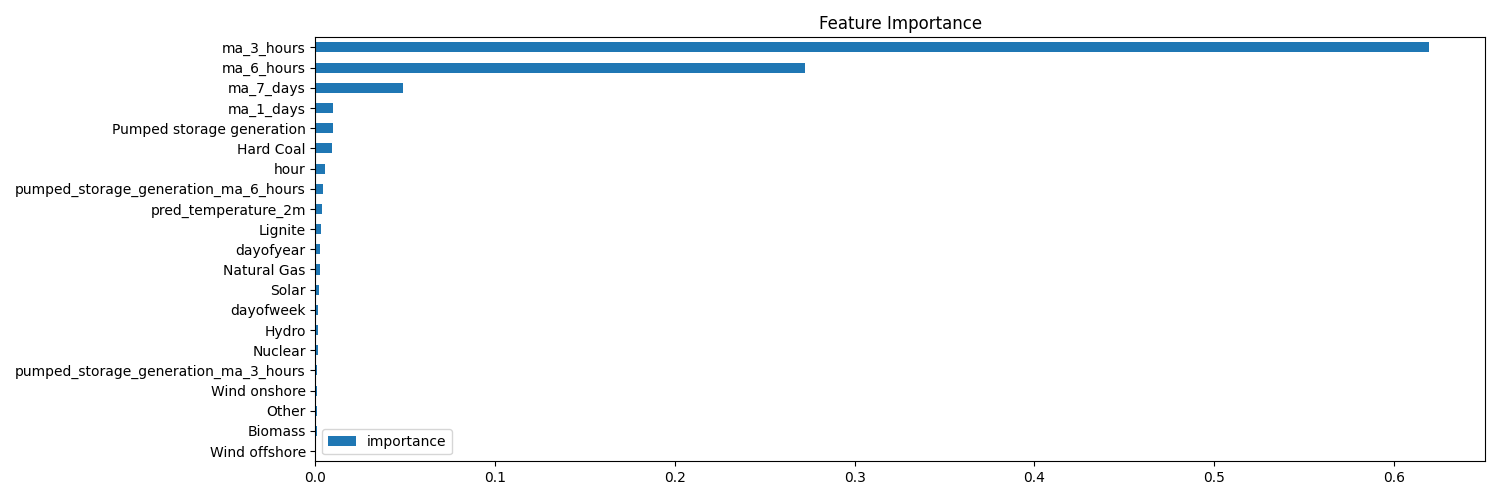 Feature Importance
ma_3_hours
ma_6_hours
ma_7_days
ma_1_days
Pumped storage generation
Hard Coal
hour
pumped_storage_generation_ma_6_hours
pred_temperature_2m
Lignite
dayofyear
Natural Gas
Solar
dayofweek
Hydro
Nuclear
pumped_storage_generation_ma_3_hours
Wind onshore
Other
Biomass
Wind offshore
importance
0.0 0.1 0.2 0.3 0.4 0.5 0.6